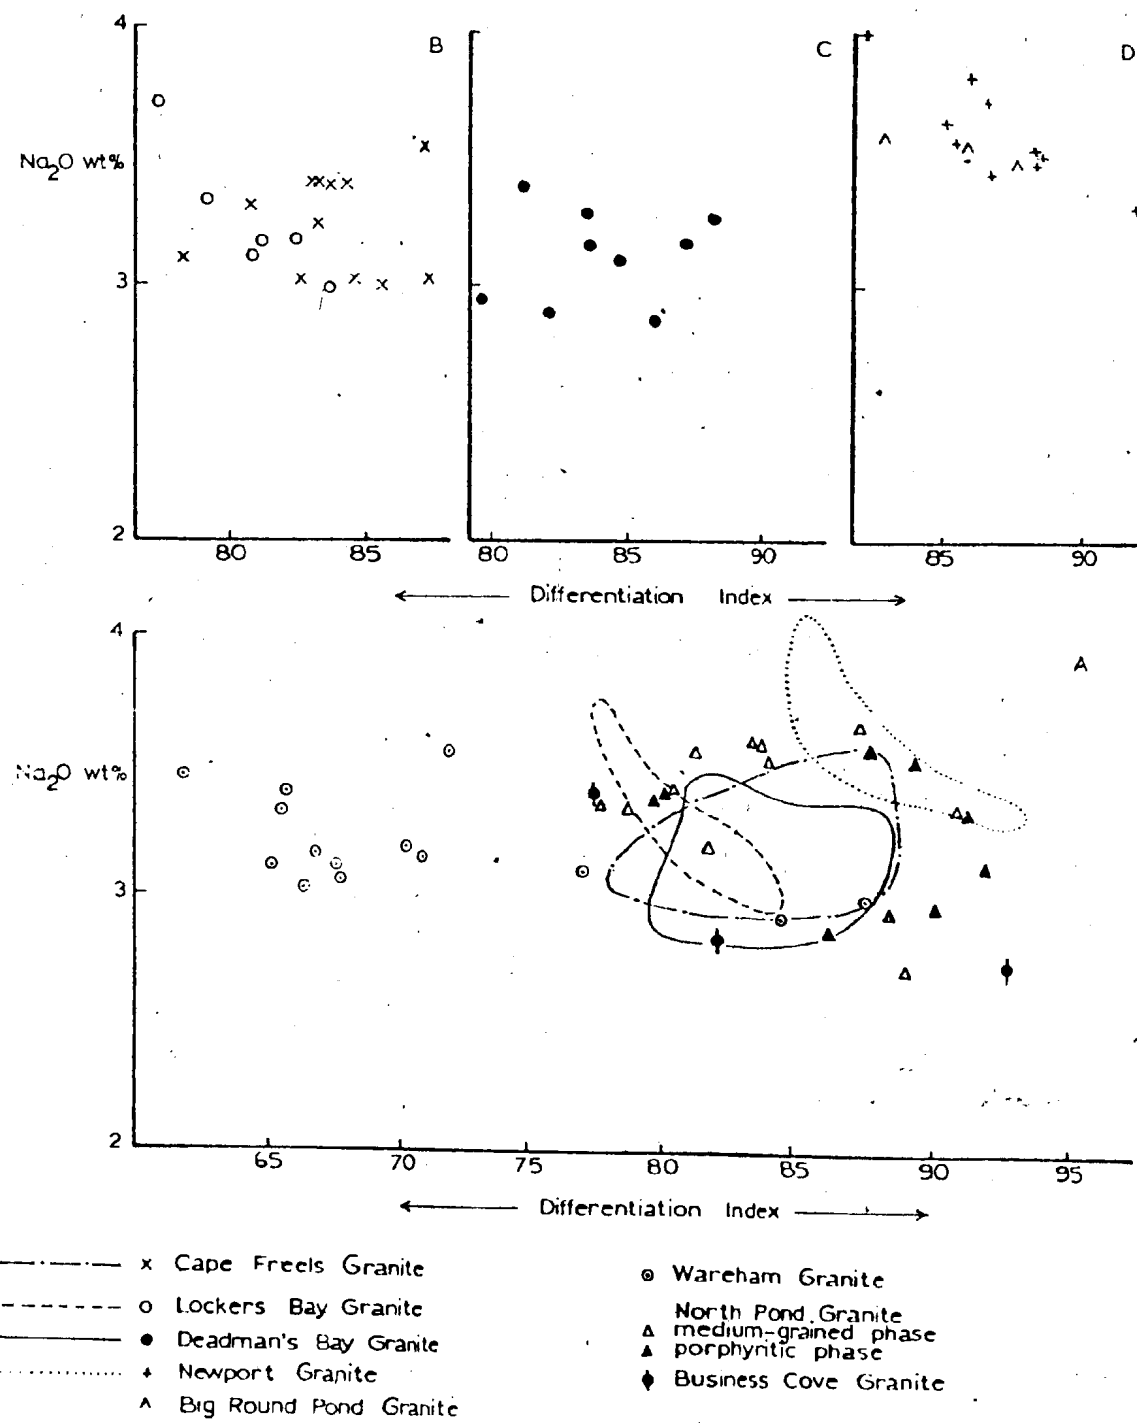 4
B
C
D
Na2O wt%
3
2
80 85
80 85 90
85 90
Differentiation Index
4
A
Na2O wt%
3
2
65 70 75 80 85 90 95
Differentiation Index
Cape Freels Granite
Lockers Bay Granite
Deadman's Bay Granite
Newport Granite
Big Round Pond Granite
Wareham Granite
North Pond Granite
medium-grained phase
porphyritic phase
Business Cove Granite